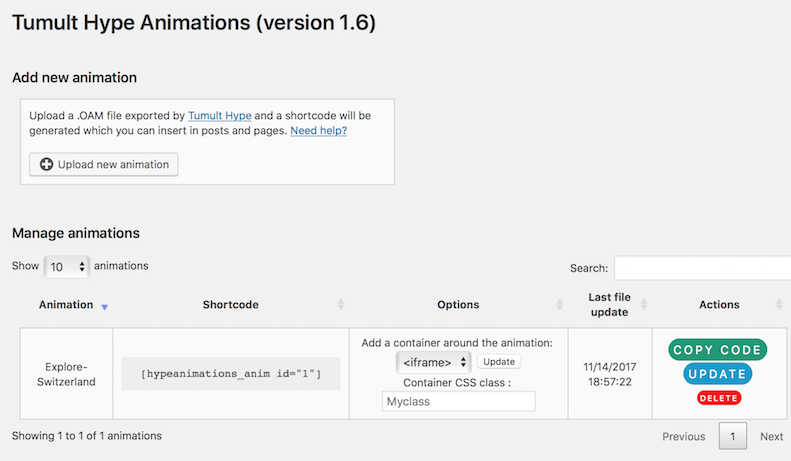 Tumult Hype Animations (version 1.6)
Add new animation
Upload a .OAM file exported by Tumult Hype and a shortcode will be
generated which you can insert in posts and pages. Need help?
Upload new animation
Manage animations
Show 10 animations
Search:
Animation Shortcode Options Last file update Actions
Explore-
Switzerland
[hypeanimations_anim id="1"]
Add a container around the animation:
<iframe> Update
Container CSS class :
Myclass
11/14/2017
18:57:22
COPY CODE
UPDATE
DELETE
Showing 1 to 1 of 1 animations
Previous 1 Next